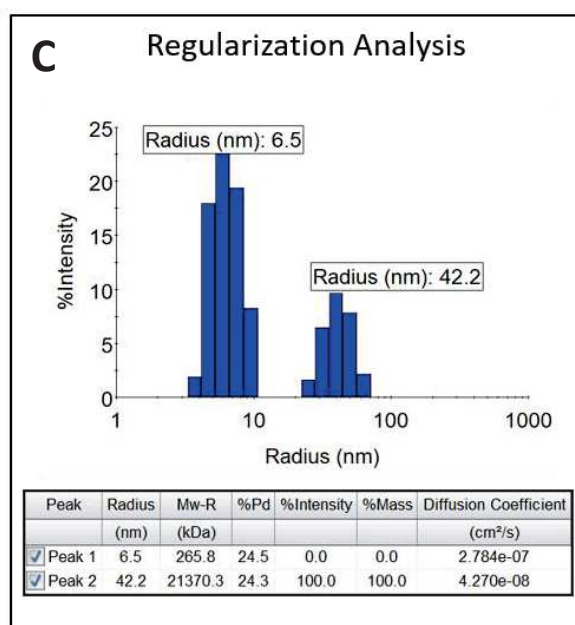 C Regularization Analysis
25
Radius (nm): 6.5
20
15
Radius (nm): 42.2
10
5
0
%Intensity
1 10 100 1000
Radius (nm)
Peak Radius Mw-R %Pd %Intensity %Mass Diffusion Coefficient
(nm) (kDa) (cm²/s)
Peak 1 6.5 265.8 24.5 0.0 0.0 2.784e-07
Peak 2 42.2 21370.3 24.3 100.0 100.0 4.270e-08